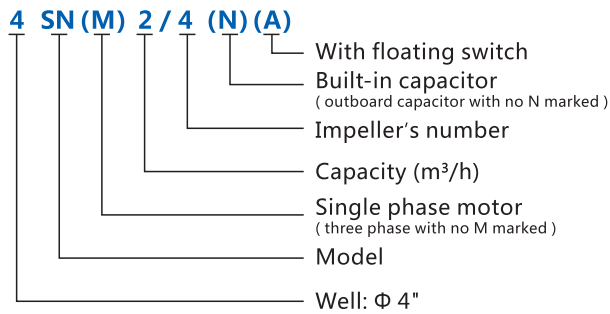 4 SN (M) 2 / 4 (N) (A)
With floating switch
Built-in capacitor
( outboard capacitor with no N marked )
Impeller's number
Capacity (m³/h)
Single phase motor
( three phase with no M marked )
Model
Well: Φ 4"